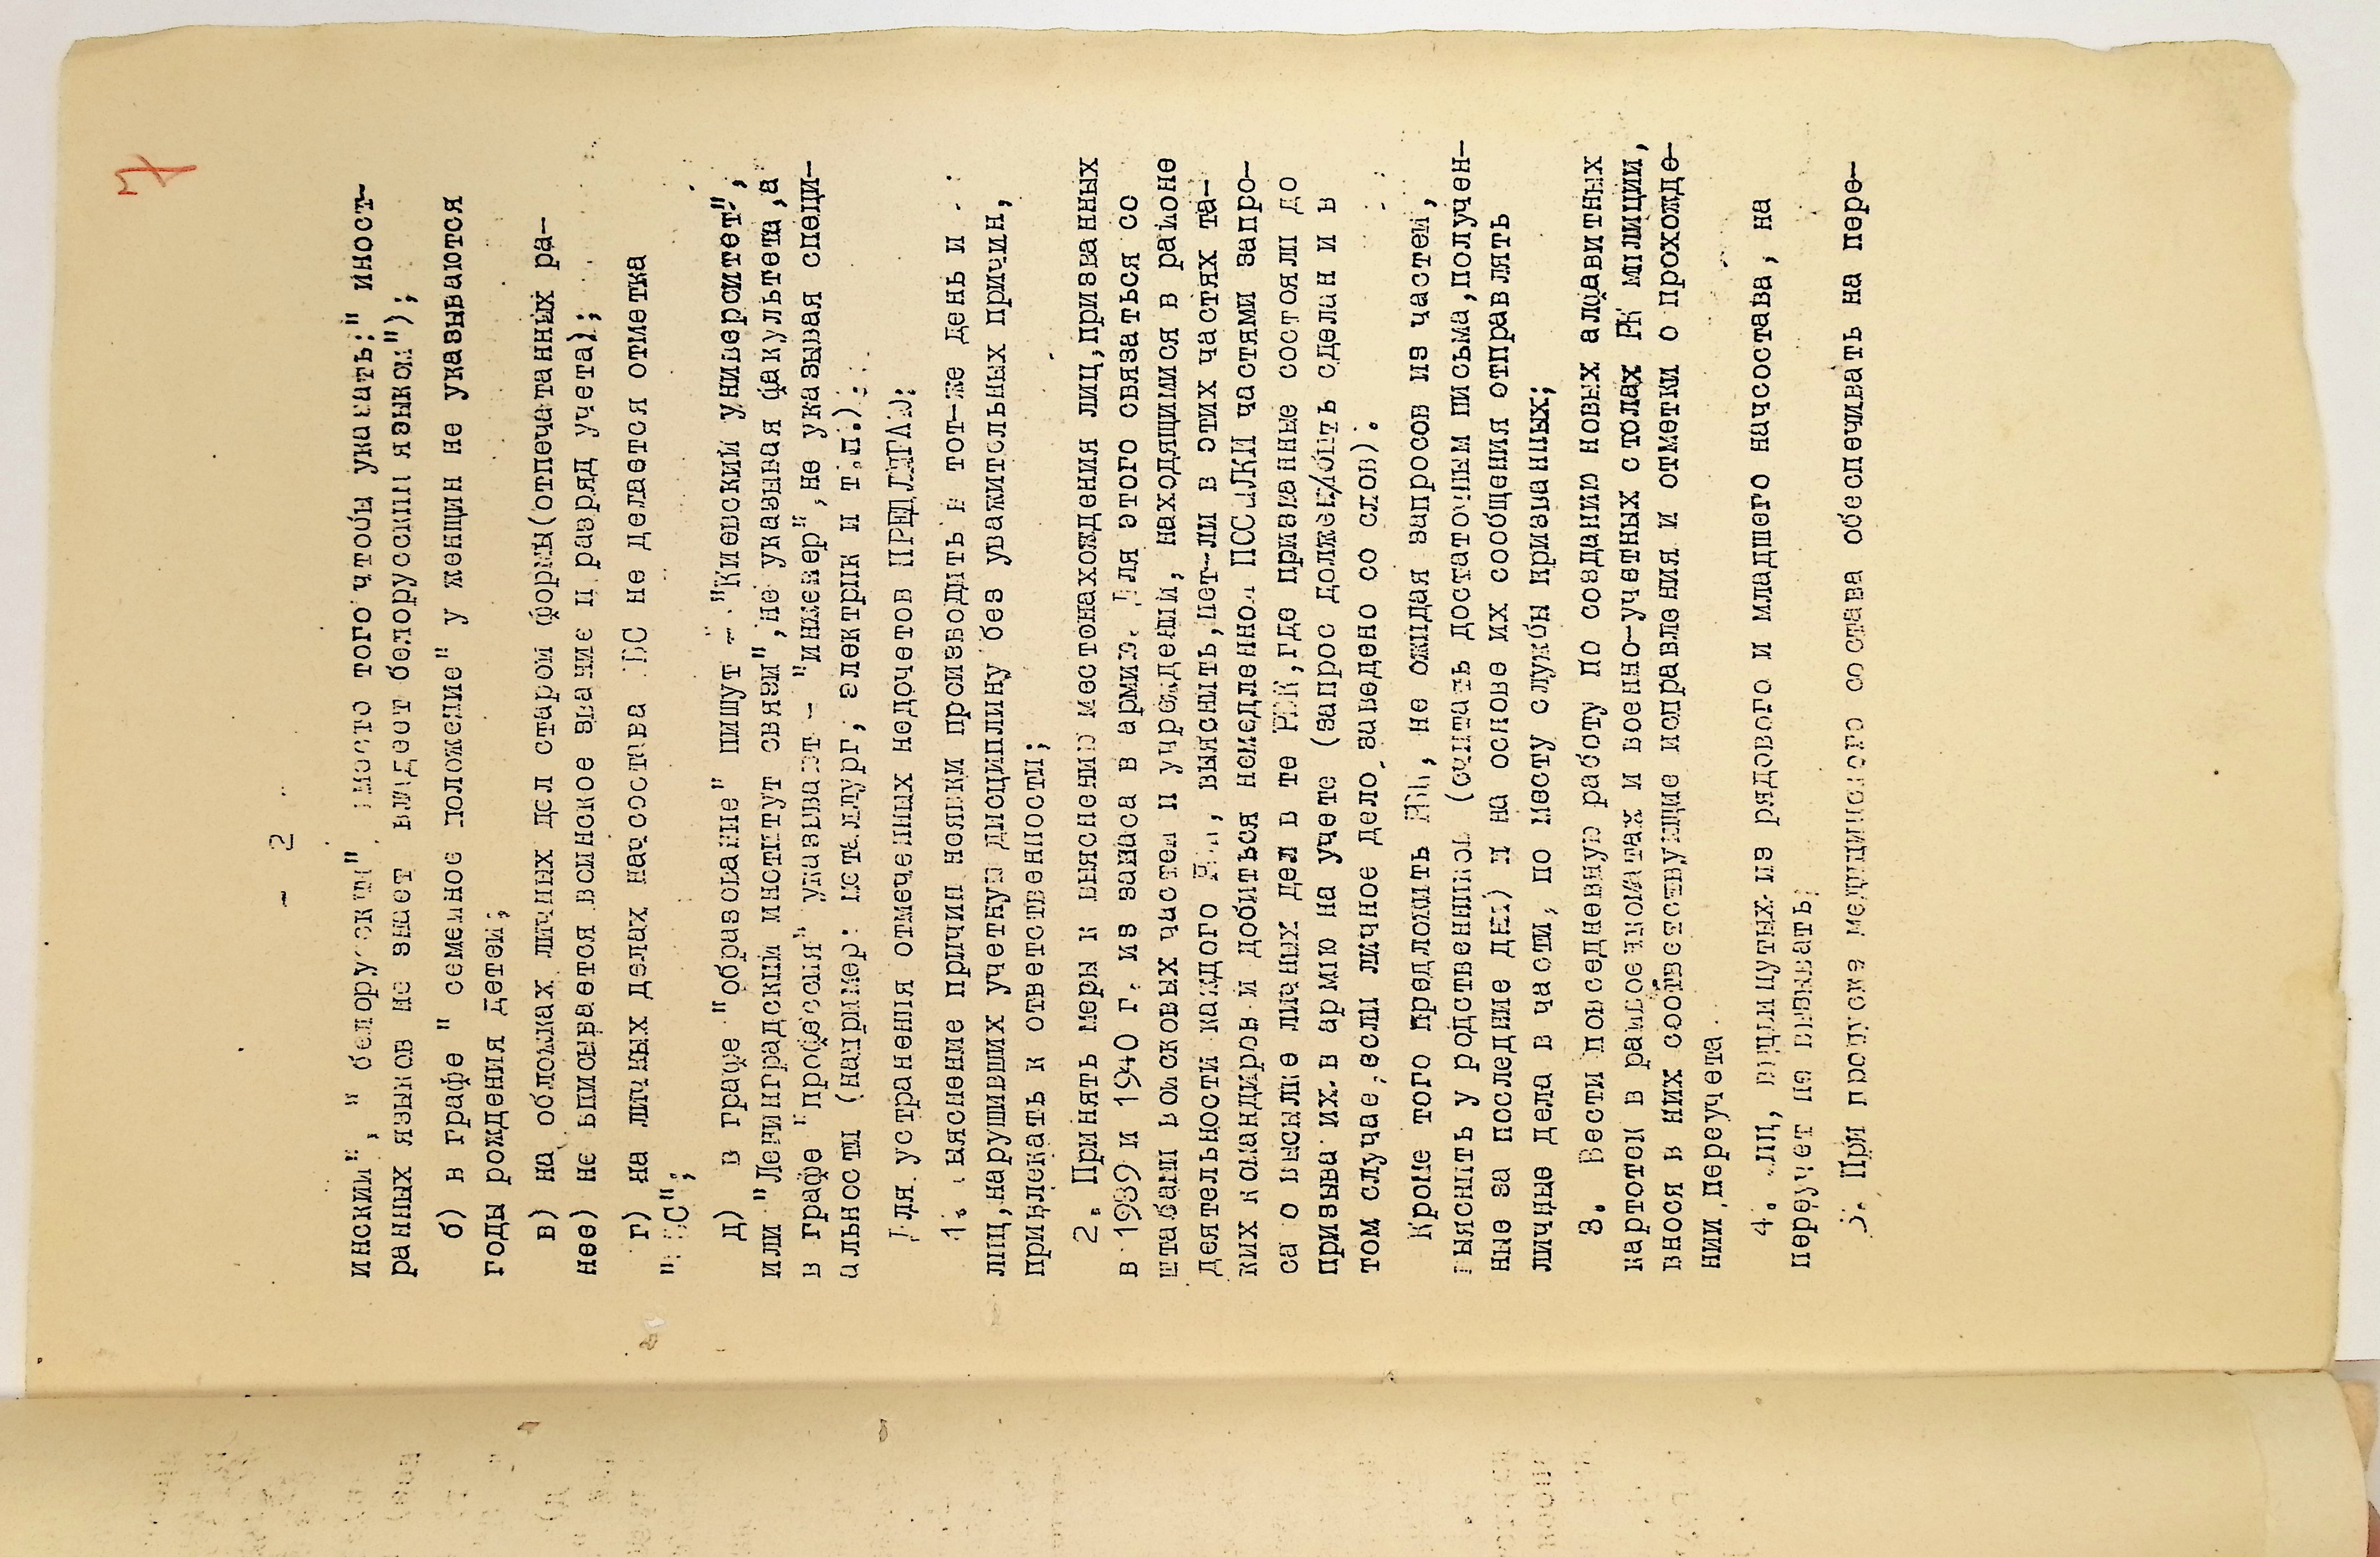 7
- 2
инский", " белорусский" вместо того чтобы указать:" иност-
ранных языков не знает владеет белорусским языком");
б) в графе " семейное положение" у женщин не указываются
годы рождения детей;
в) на обложках личных дел старой формы(отпечатанных ра-
нее) не вписывается воинское звание и разряд учета);
г) на личных делах начсостава ВВС не делается отметка
"ВВС";
д) в графе "образование" пишут - "Киевский университет",
или "Ленинградский институт связи",не указывая факультета,а
в графе "профессия" указывают - "инженер",не указывая специ-
альности (например: металлург, электрик и т.п.).
Для устранения отмеченных недочетов ПРЕДЛАГАЮ:
1. Выяснение причин неявки производить в тот-же день и
лиц,нарушивших учетную дисциплину без уважительных причин,
привлекать к ответственности;
2. Принять меры к выяснению местонахождения лиц,призванных
в 1939 и 1940 г. из запаса в армию. Для этого связаться со
штабами войсковых частей и учреждений, находящимися в районе
деятельности каждого РВК, выяснить,нет-ли в этих частях та-
ких командиров и добиться немедленной ПОСЫЛКИ частями запро-
са о высылке личных дел в те РВК,где призванные состояли до
призыва их в армию на учете (запрос должен/быть сделан и в
том случае,если личное дело заведено со слов).
Кроме того предложить РВК, не ожидая запросов из частей,
выяснить у родственников (считать достаточным письма,получен-
ные за последние дни) и на основе их сообщения отправлять
личные дела в части, по месту службы призванных;
3. Вести повседневную работу по созданию новых алфавитных
картотек в райвоенкоматах и военно-учетных столах РК милиции,
внося в них соответствующие исправления и отметки о прохожде-
нии переучета.
4. Лиц, выдвинутых из рядового и младшего начсостава, на
переучет не вызывать;
5. При пропуске медицинского состава обеспечивать на пере-